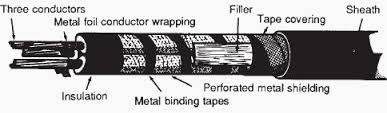 Three conductors
Metal foil conductor wrapping
Filler
Tape covering
Sheath
Insulation
Metal binding tapes
Perforated metal shielding